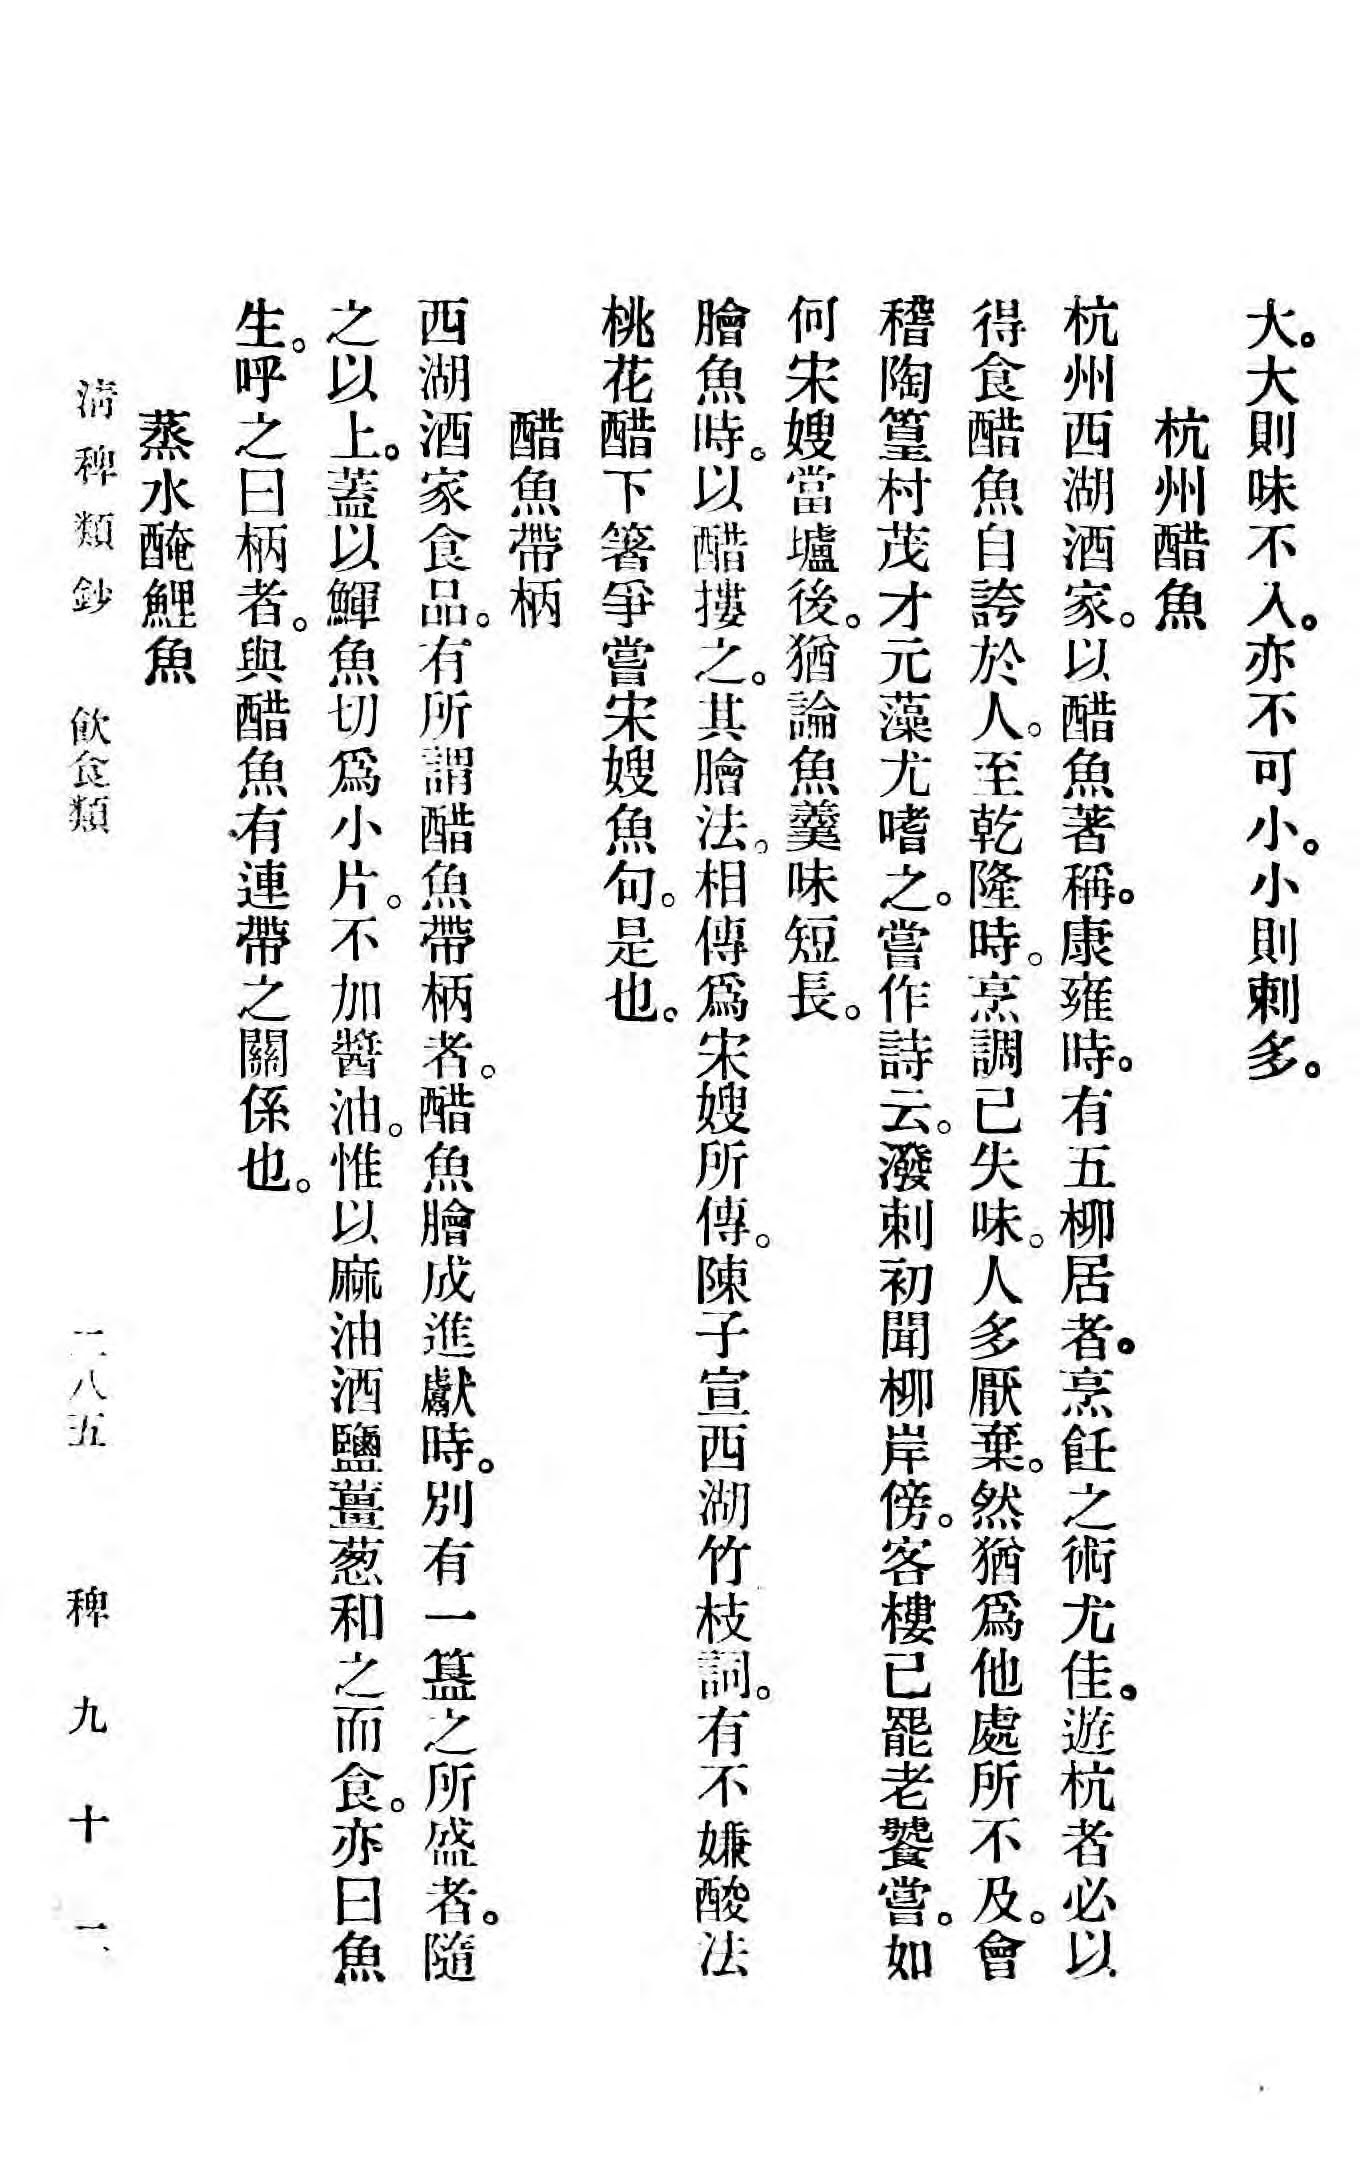 大。大則味不入。亦不可小。小則刺多。
杭州醋魚
杭州西湖酒家。以醋魚著稱。康雍時。有五柳居者。烹飪之術尤佳。遊杭者必以
得食醋魚自誇於人。至乾隆時。烹調已失味。人多厭棄。然猶爲他處所不及。會
稽陶篁村茂才元藻尤嗜之。嘗作詩云。潑刺初聞柳岸傍。客樓已罷老饕嘗。如
何宋嫂當壚後。猶論魚羹味短長。
膾魚時。以醋摟之。其膾法。相傳爲宋嫂所傳。陳子宣西湖竹枝詞。有不嫌酸法
桃花醋下箸爭嘗宋嫂魚句。是也。
醋魚帶柄
西湖酒家食品。有所謂醋魚帶柄者。醋魚膾成進獻時。別有一簋之所盛者。隨
之以上。蓋以鯶魚切爲小片。不加醬油。惟以麻油酒鹽薑葱和之而食。亦曰魚
生。呼之曰柄者。與醋魚有連帶之關係也。
蒸水醃鯉魚
淸稗類鈔 飮食類 二八五 稗九十一